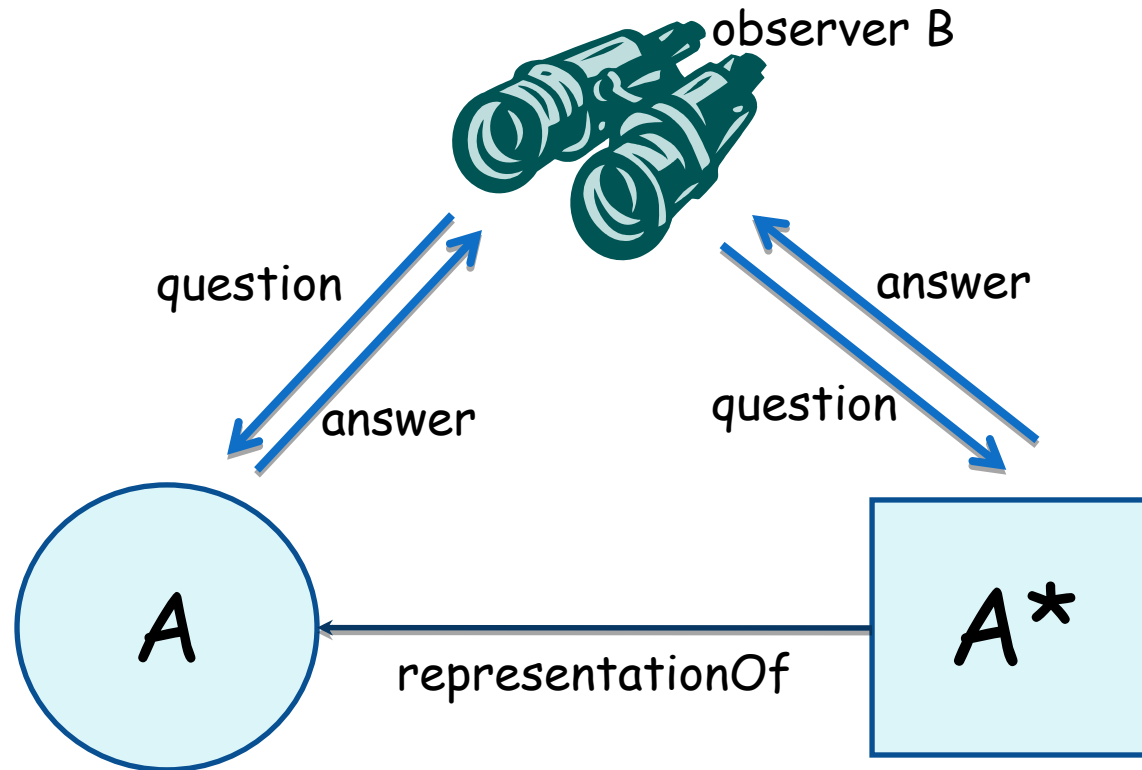 observer B
question
answer
answer
question
A
A*
representationOf